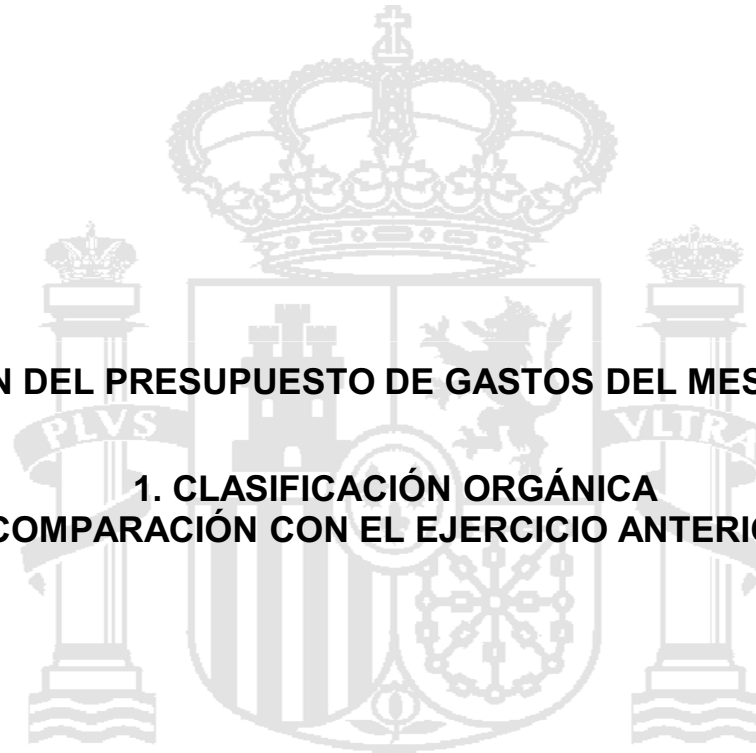 N DEL PRESUPUESTO DE GASTOS DEL MES
PLVS
VLTRA
1. CLASIFICACIÓN ORGÁNICA
COMPARACIÓN CON EL EJERCICIO ANTERIO